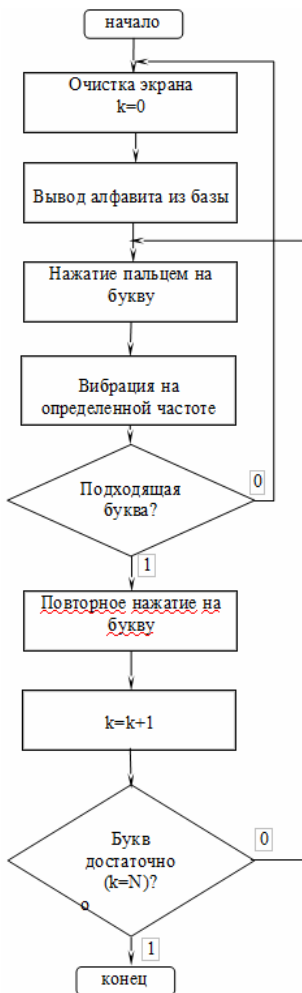 начало
Очистка экрана
k=0
Вывод алфавита из базы
Нажатие пальцем на
букву
Вибрация на
определенной частоте
Подходящая
буква?
0
1
Повторное нажатие на
букву
k=k+1
Букв
достаточно
(k=N)?
о
0
1
конец